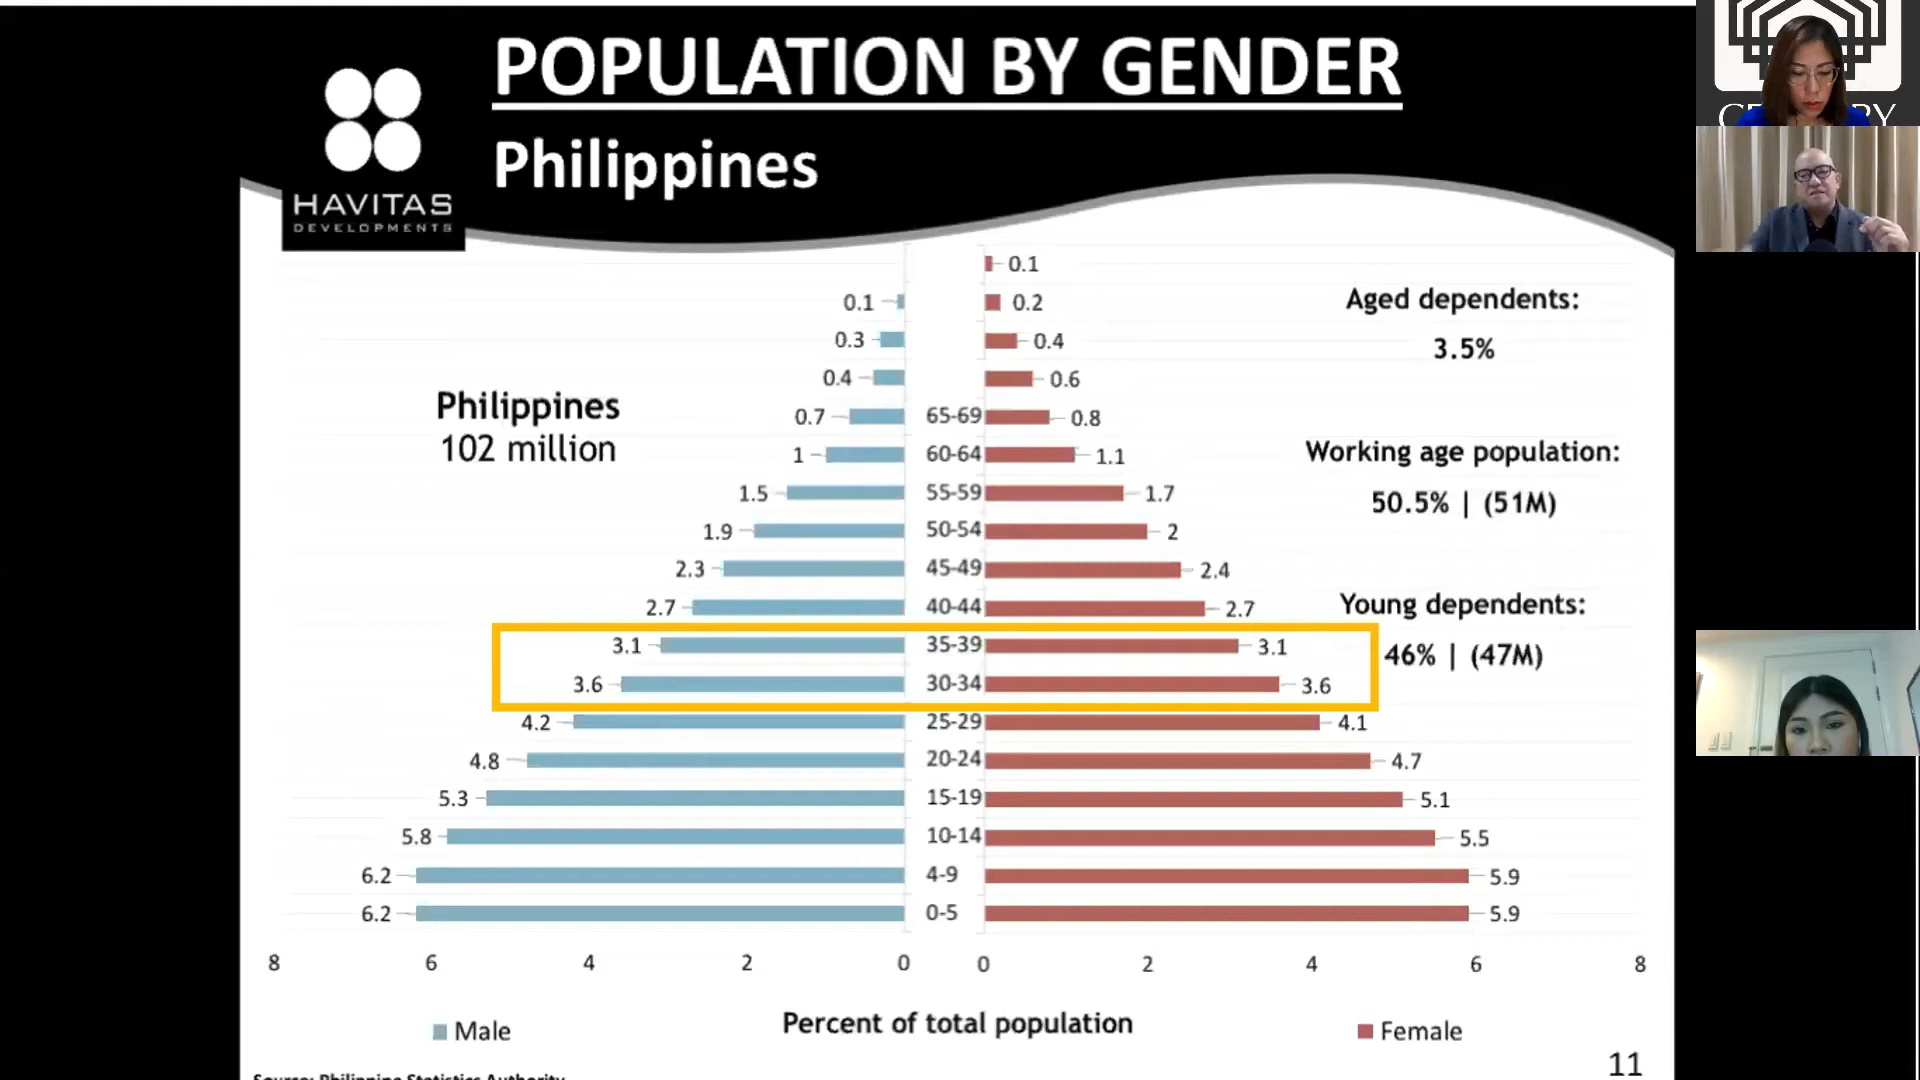 POPULATION BY GENDER
Philippines
HAVITAS
DEVELOPMENTS
0.1
0.1 0.2
0.3 0.4
0.4 0.6
0.7 65-69 0.8
1 60-64 1.1
1.5 55-59 1.7
1.9 50-54 2
2.3 45-49 2.4
2.7 40-44 2.7
3.1 35-39 3.1
3.6 30-34 3.6
4.2 25-29 4.1
4.8 20-24 4.7
5.3 15-19 5.1
5.8 10-14 5.5
6.2 4-9 5.9
6.2 0-5 5.9
Philippines
102 million
Aged dependents:
3.5%
Working age population:
50.5% | (51M)
Young dependents:
46% | (47M)
8 6 4 2 0 0 2 4 6 8
Male
Percent of total population
Female
11
Source: Philippine Statistics Authority